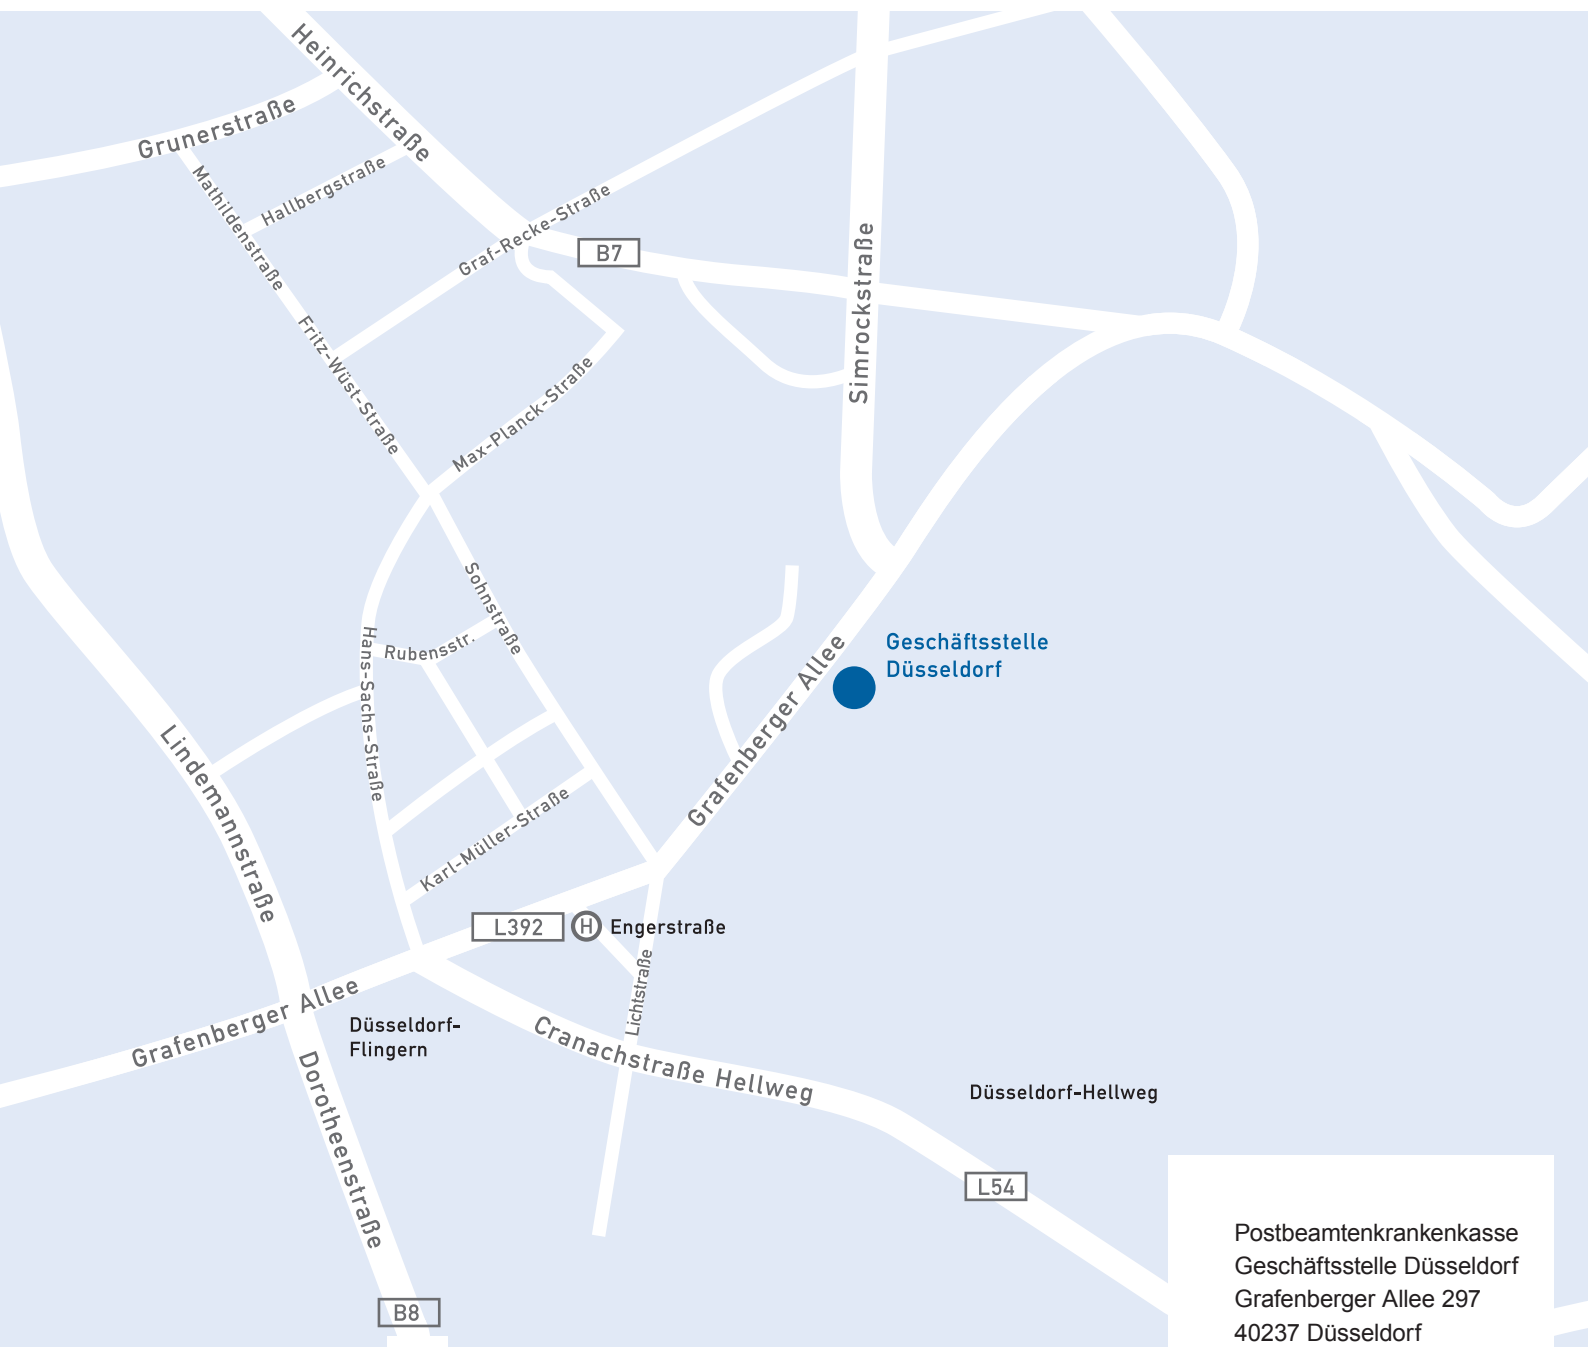 Heinrichstraße
Grunerstraße
Mathildenstraße
Hallbergstraße
Graf-Recke-Straße
B7
Simrockstraße
Fritz-Wüst-Straße
Max-Planck-Straße
Sohnstraße
Rubensstr.
Hans-Sachs-Straße
Geschäftsstelle
Düsseldorf
Grafenberger Allee
Lindemannstraße
Karl-Müller-Straße
L392
H
Engerstraße
Lichtstraße
Grafenberger Allee
Düsseldorf-
Flingern
Cranachstraße Hellweg
Dorotheenstraße
Düsseldorf-Hellweg
L54
B8
Postbeamtenkrankenkasse
Geschäftsstelle Düsseldorf
Grafenberger Allee 297
40237 Düsseldorf